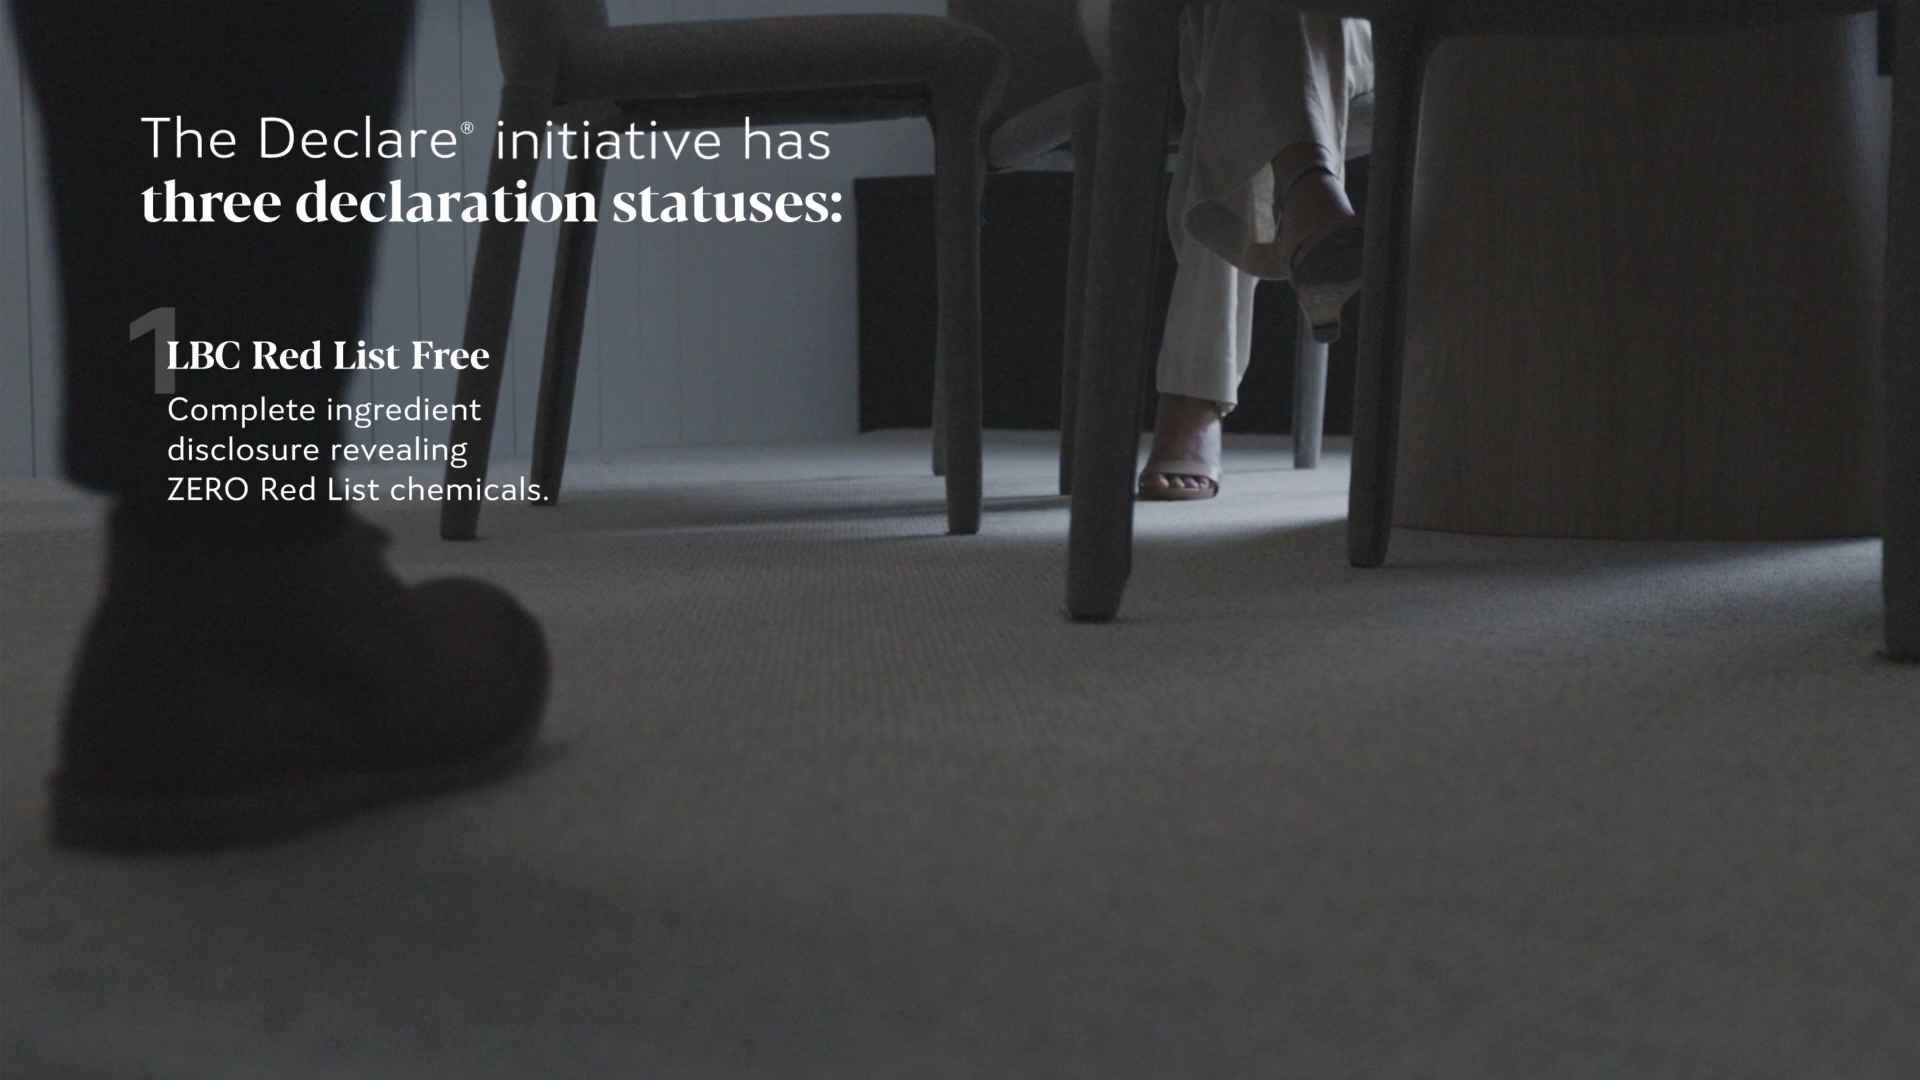 The Declare® initiative has
three declaration statuses:
1
LBC Red List Free
Complete ingredient
disclosure revealing
ZERO Red List chemicals.